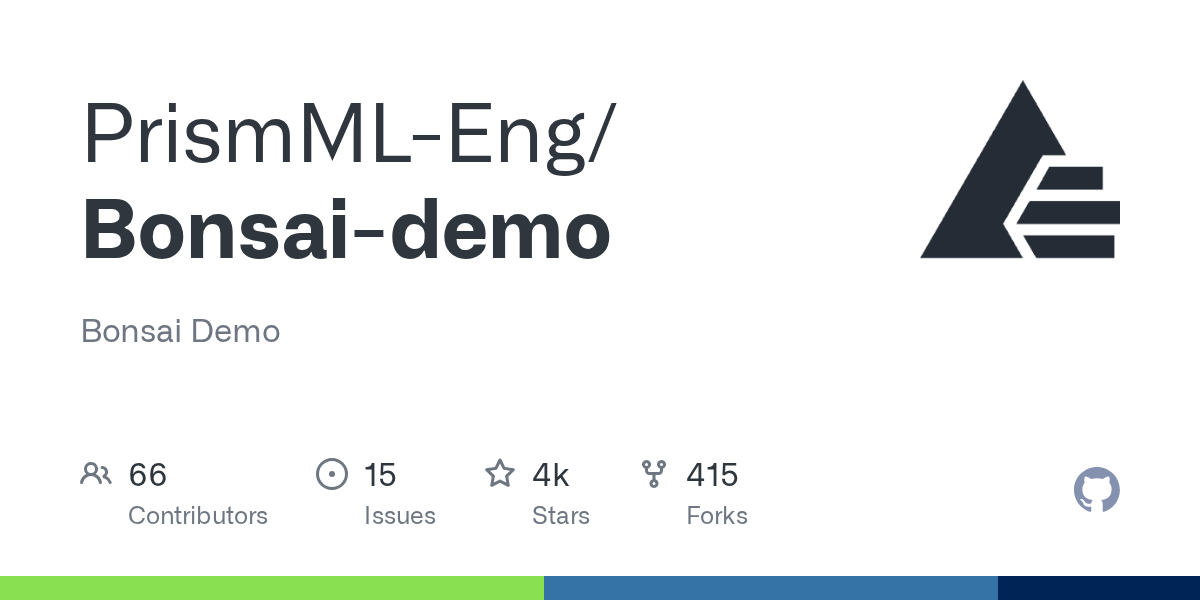 PrismML-Eng/
Bonsai-demo
Bonsai Demo
66 15 4k 415
Contributors Issues Stars Forks